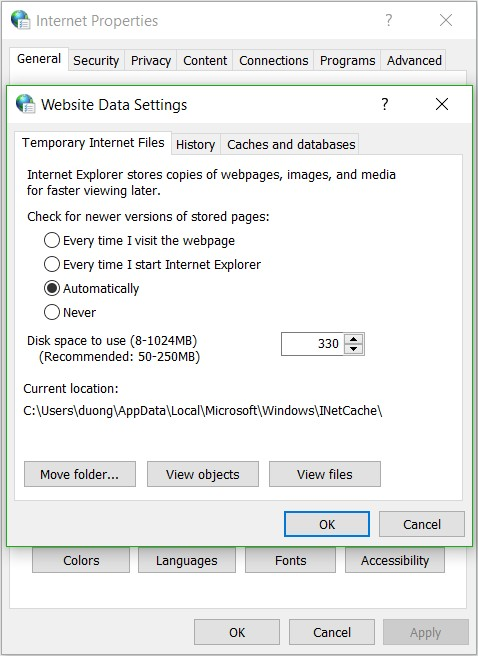 Internet Properties
?
General Security Privacy Content Connections Programs Advanced
Website Data Settings
?
Temporary Internet Files History Caches and databases
Internet Explorer stores copies of webpages, images, and media
for faster viewing later.
Check for newer versions of stored pages:
Every time I visit the webpage
Every time I start Internet Explorer
Automatically
Never
Disk space to use (8-1024MB) 330
(Recommended: 50-250MB)
Current location:
C:\Users\duong\AppData\Local\Microsoft\Windows\INetCache\
Move folder... View objects View files
OK Cancel
Colors Languages Fonts Accessibility
OK Cancel Apply